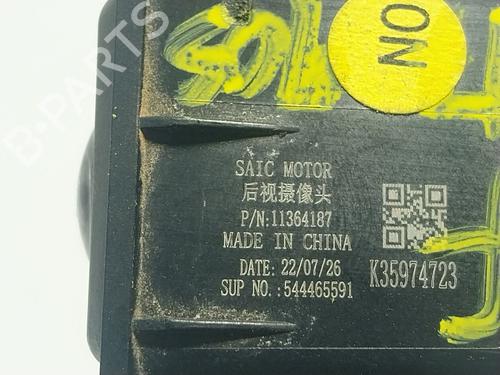 B-PARTS
NO
SAIC MOTOR
后视摄像头
P/N:11364187
MADE IN CHINA
DATE: 22/07/26
SUP NO.: 544465591
K35974723